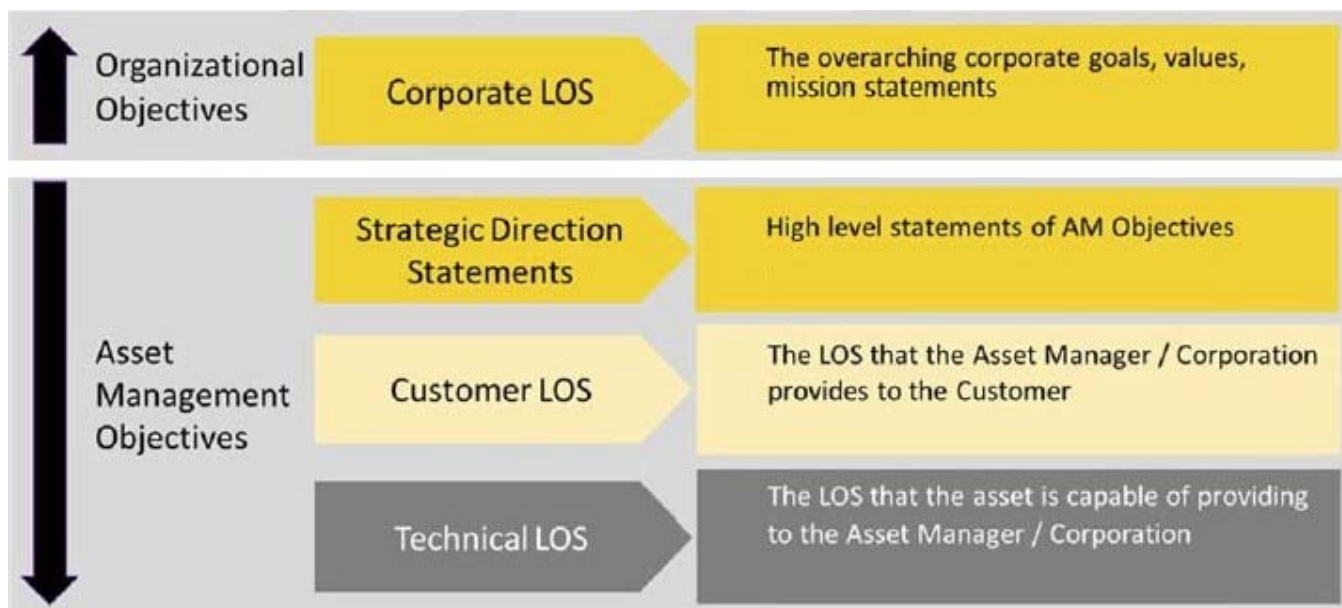 Organizational
Objectives
Corporate LOS
The overarching corporate goals, values,
mission statements
Strategic Direction
Statements
High level statements of AM Objectives
Asset
Management
Objectives
Customer LOS
The LOS that the Asset Manager / Corporation
provides to the Customer
Technical LOS
The LOS that the asset is capable of providing
to the Asset Manager / Corporation